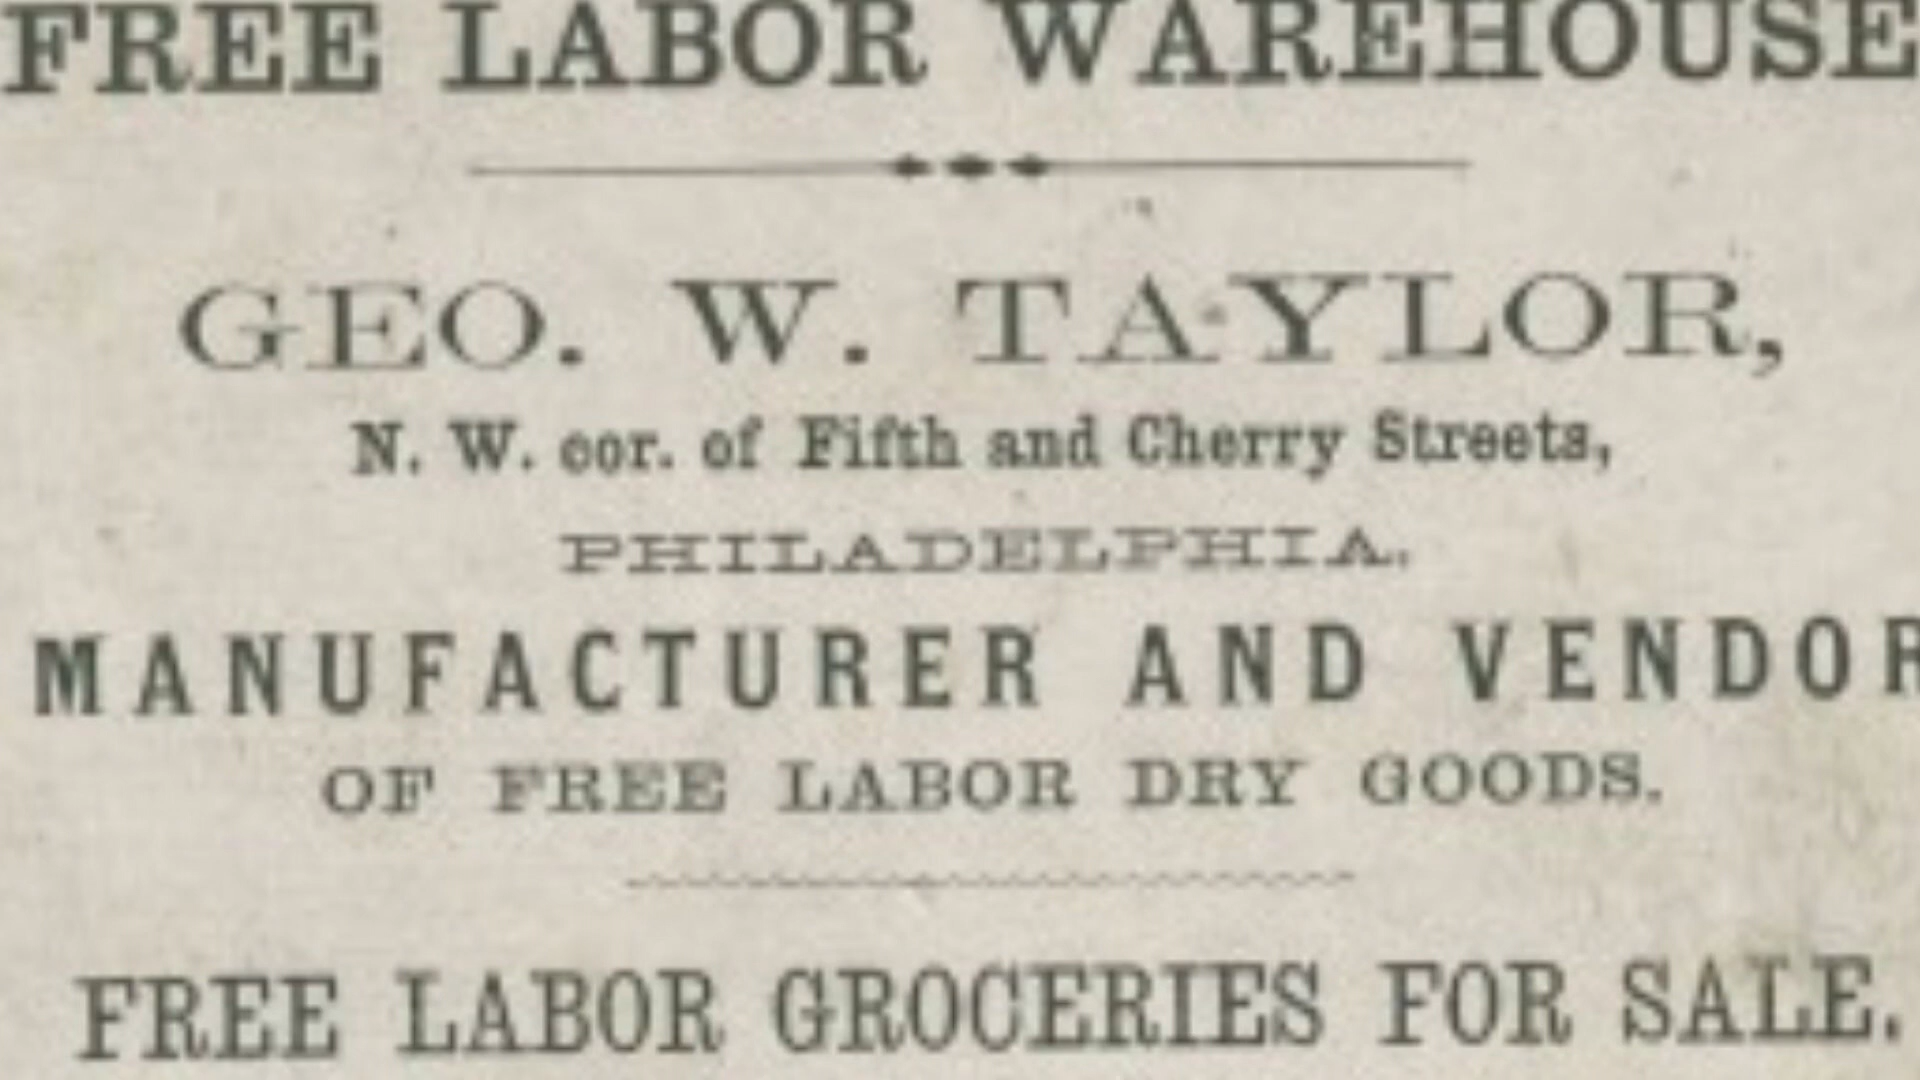 FREE LABOR WAREHOUSE
GEO. W. TAYLOR,
N. W. cor. of Fifth and Cherry Streets,
PHILADELPHIA.
MANUFACTURER AND VENDOR
OF FREE LABOR DRY GOODS.
FREE LABOR GROCERIES FOR SALE.